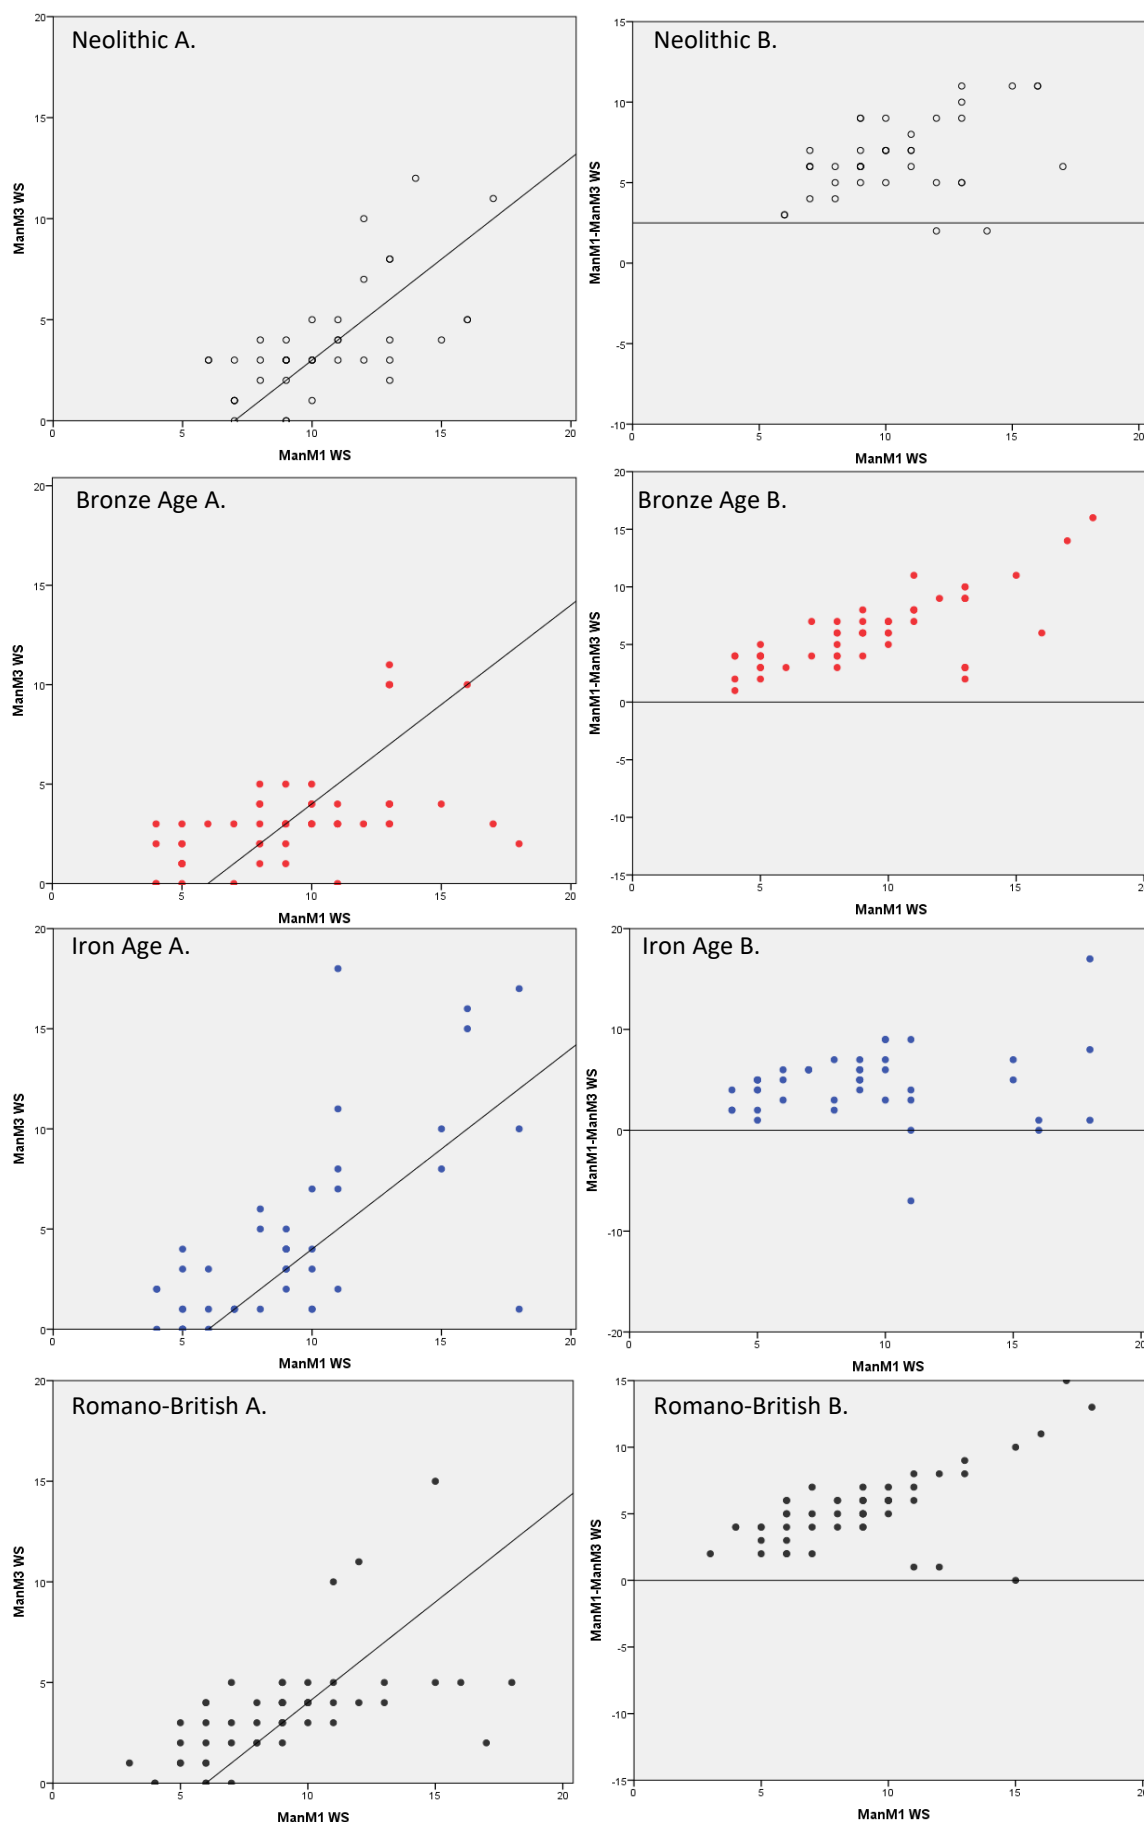 Neolithic A.
20
15
10
5
0
ManM3 WS
0 5 10 15 20
ManM1 WS
Neolithic B.
15
10
5
0
-5
-10
ManM1-ManM3 WS
0 5 10 15 20
ManM1 WS
Bronze Age A.
20
15
10
5
0
ManM3 WS
0 5 10 15 20
ManM1 WS
Bronze Age B.
20
15
10
5
0
-5
-10
-15
ManM1-ManM3 WS
0 5 10 15 20
ManM1 WS
Iron Age A.
20
15
10
5
0
ManM3 WS
0 5 10 15 20
ManM1 WS
Iron Age B.
20
10
0
-10
-20
ManM1-ManM3 WS
0 5 10 15 20
ManM1 WS
Romano-British A.
20
15
10
5
0
ManM3 WS
0 5 10 15 20
ManM1 WS
Romano-British B.
15
10
5
0
-5
-10
-15
ManM1-ManM3 WS
0 5 10 15 20
ManM1 WS